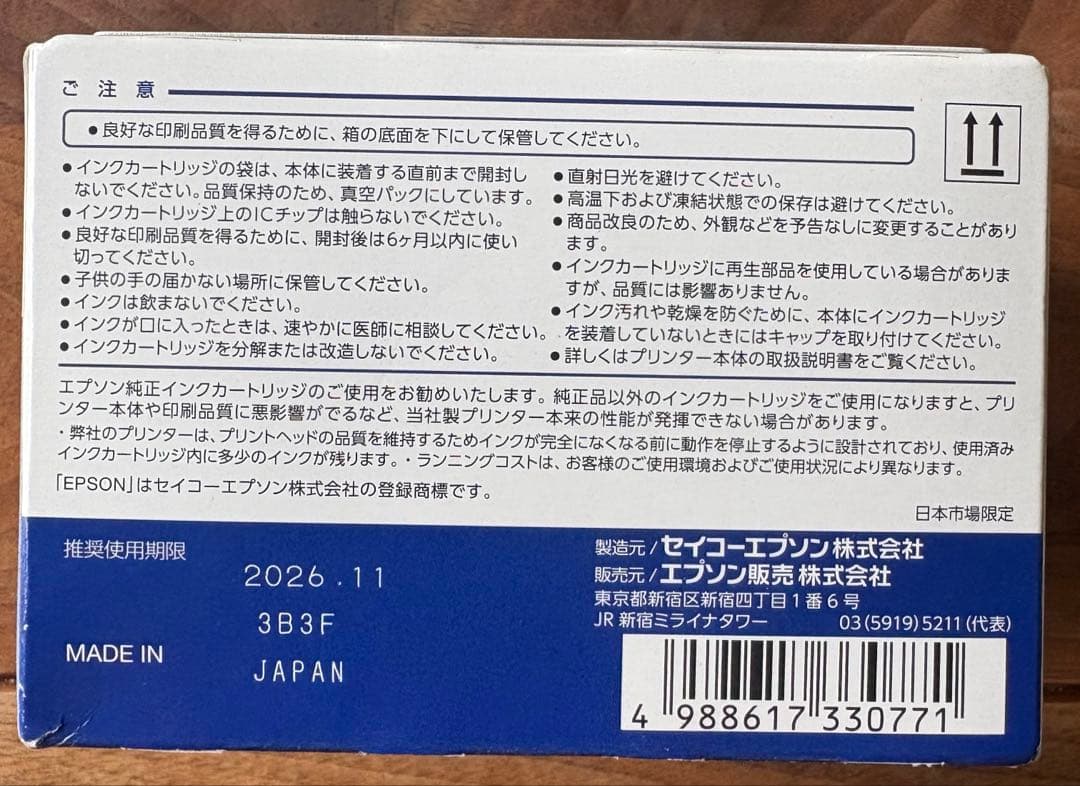 ご注意
●良好な印刷品質を得るために、箱の底面を下にして保管してください。
●インクカートリッジの袋は、本体に装着する直前まで開封し
ないでください。品質保持のため、真空パックにしています。
●インクカートリッジ上のICチップは触らないでください。
●良好な印刷品質を得るために、開封後は6ヶ月以内に使い
切ってください。
●子供の手の届かない場所に保管してください。
●インクは飲まないでください。
●インクが口に入ったときは、速やかに医師に相談してください。
●インクカートリッジを分解または改造しないでください。
●直射日光を避けてください。
●高温下および凍結状態での保存は避けてください。
●商品改良のため、外観などを予告なしに変更することがあり
ます。
●インクカートリッジに再生部品を使用している場合がありま
すが、品質には影響ありません。
●インク汚れや乾燥を防ぐために、本体にインクカートリッジ
を装着していないときにはキャップを取り付けてください。
●詳しくはプリンター本体の取扱説明書をご覧ください。
エプソン純正インクカートリッジのご使用をお勧めいたします。純正品以外のインクカートリッジをご使用になりますと、プリ
ンター本体や印刷品質に悪影響がでるなど、当社製プリンター本来の性能が発揮できない場合があります。
・弊社のプリンターは、プリントヘッドの品質を維持するためインクが完全になくなる前に動作を停止するように設計されており、使用済み
インクカートリッジ内に多少のインクが残ります。・ランニングコストは、お客様のご使用環境およびご使用状況により異なります。
「EPSON」はセイコーエプソン株式会社の登録商標です。
日本市場限定
推奨使用期限
2026.11
3B3F
MADE IN
JAPAN
製造元/セイコーエプソン株式会社
販売元/エプソン販売株式会社
東京都新宿区新宿四丁目1番6号
JR新宿ミライナタワー 03(5919)5211(代表)
4 988617 330771